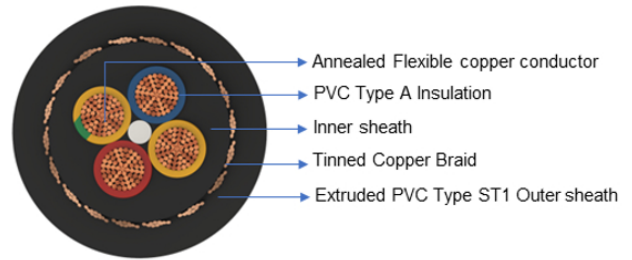 Annealed Flexible copper conductor
PVC Type A Insulation
Inner sheath
Tinned Copper Braid
Extruded PVC Type ST1 Outer sheath